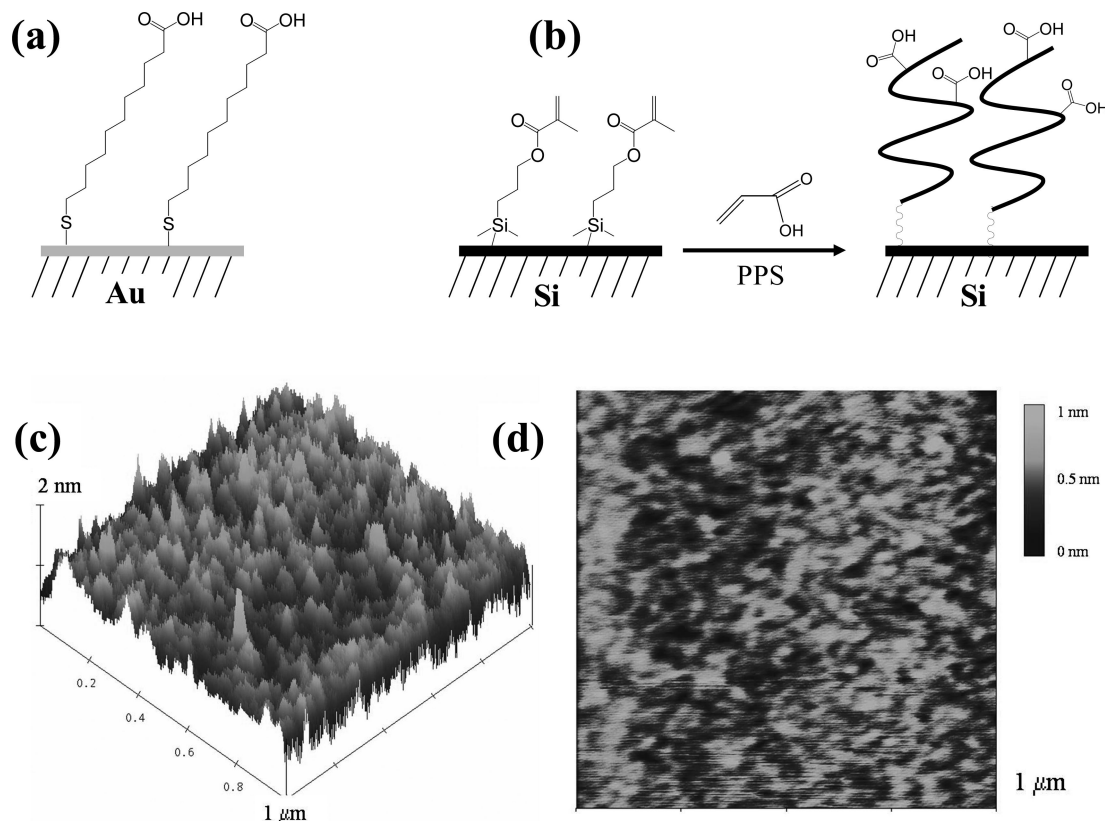 (a)
O OH
O OH
S
S
Au
(b)
O
O
Si
O
O
Si
Si
O
OH
PPS
OH
O
O OH
OH
O
O OH
Si
(c)
2 nm
0.2
0.4
0.6
0.8
1 μm
(d)
1 nm
0.5 nm
0 nm
1 μm